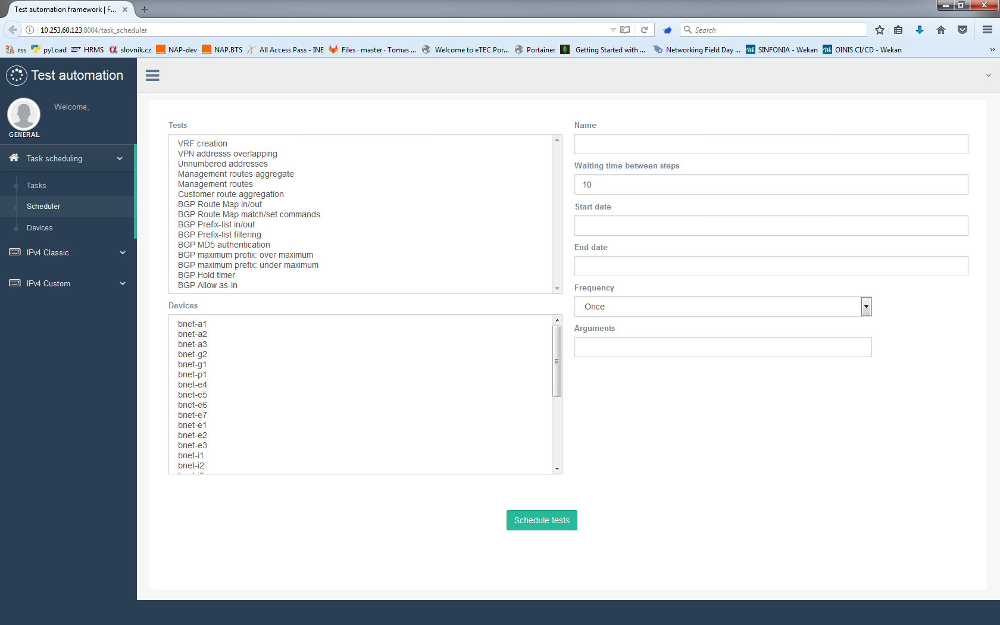 Test automation framework | F...
10.253.60.123:8004/task_scheduler
Search
rss
pyLoad
HRMS
slovnik.cz
NAP-dev
NAP.BTS
All Access Pass - INE
Files · master · Tomas ...
Welcome to eTEC Por...
Portainer
Getting Started with ...
Networking Field Day ...
SINFONIA - Wekan
OINIS CI/CD - Wekan
Test automation
Welcome,
GENERAL
Task scheduling
Tasks
Scheduler
Devices
IPv4 Classic
IPv4 Custom
Tests
VRF creation
VPN addresss overlapping
Unnumbered addresses
Management routes aggregate
Management routes
Customer route aggregation
BGP Route Map in/out
BGP Route Map match/set commands
BGP Prefix-list in/out
BGP Prefix-list filtering
BGP MD5 authentication
BGP maximum prefix: over maximum
BGP maximum prefix: under maximum
BGP Hold timer
BGP Allow as-in
Devices
bnet-a1
bnet-a2
bnet-a3
bnet-g2
bnet-g1
bnet-p1
bnet-e4
bnet-e5
bnet-e6
bnet-e7
bnet-e1
bnet-e2
bnet-e3
bnet-i1
bnet-i2
Name
Waiting time between steps
10
Start date
End date
Frequency
Once
Arguments
Schedule tests